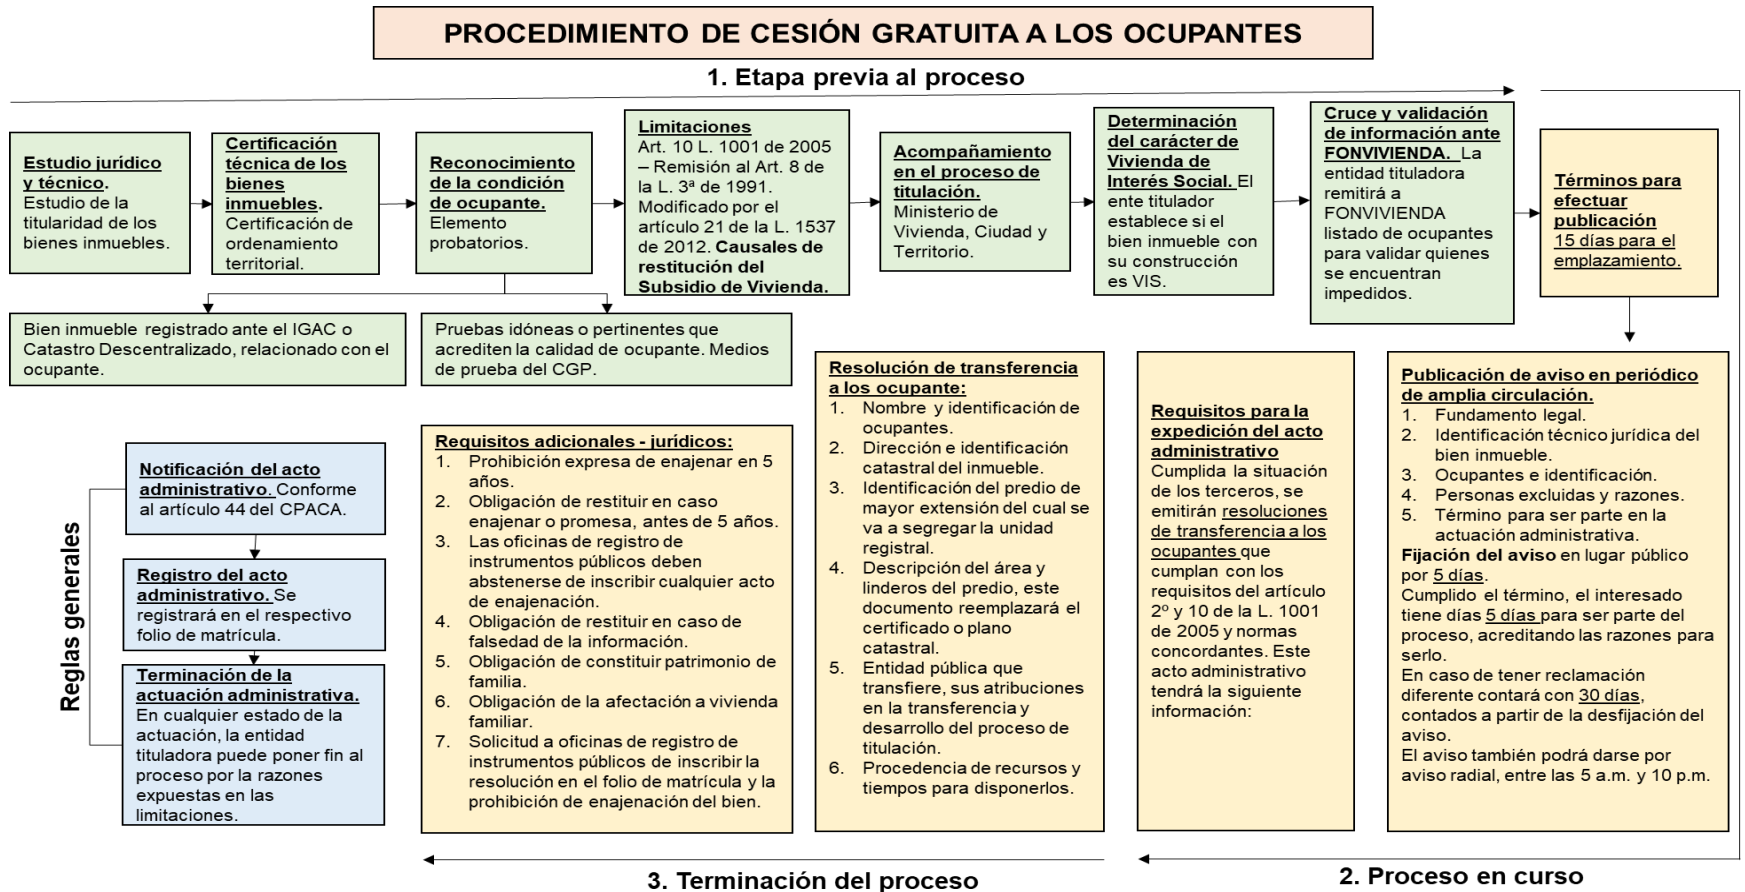 PROCEDIMIENTO DE CESIÓN GRATUITA A LOS OCUPANTES
1. Etapa previa al proceso
Estudio jurídico
y técnico.
Estudio de la
titularidad de los
bienes inmuebles.
Certificación
técnica de los
bienes
inmuebles.
Certificación de
ordenamiento
territorial.
Reconocimiento
de la condición
de ocupante.
Elemento
probatorios.
Limitaciones
Art. 10 L. 1001 de 2005
– Remisión al Art. 8 de
la L. 3ª de 1991.
Modificado por el
artículo 21 de la L. 1537
de 2012. Causales de
restitución del
Subsidio de Vivienda.
Acompañamiento
en el proceso de
titulación.
Ministerio de
Vivienda, Ciudad y
Territorio.
Determinación
del carácter de
Vivienda de
Interés Social. El
ente titulador
establece si el
bien inmueble con
su construcción
es VIS.
Cruce y validación
de información ante
FONVIVIENDA. La
entidad tituladora
remitirá a
FONVIVIENDA
listado de ocupantes
para validar quienes
se encuentran
impedidos.
Términos para
efectuar
publicación
15 días para el
emplazamiento.
Bien inmueble registrado ante el IGAC o
Catastro Descentralizado, relacionado con el
ocupante.
Pruebas idóneas o pertinentes que
acrediten la calidad de ocupante. Medios
de prueba del CGP.
Publicación de aviso en periódico
de amplia circulación.
1. Fundamento legal.
2. Identificación técnico jurídica del
bien inmueble.
3. Ocupantes e identificación.
4. Personas excluidas y razones.
5. Término para ser parte en la
actuación administrativa.
Fijación del aviso en lugar público
por 5 días.
Cumplido el término, el interesado
tiene días 5 días para ser parte del
proceso, acreditando las razones para
serlo.
En caso de tener reclamación
diferente contará con 30 días,
contados a partir de la desfijación del
aviso.
El aviso también podrá darse por
aviso radial, entre las 5 a.m. y 10 p.m.
Requisitos para la
expedición del acto
administrativo
Cumplida la situación
de los terceros, se
emitirán resoluciones
de transferencia a los
ocupantes que
cumplan con los
requisitos del artículo
2º y 10 de la L. 1001
de 2005 y normas
concordantes. Este
acto administrativo
tendrá la siguiente
información:
2. Proceso en curso
Resolución de transferencia
a los ocupante:
1. Nombre y identificación de
ocupantes.
2. Dirección e identificación
catastral del inmueble.
3. Identificación del predio de
mayor extensión del cual se
va a segregar la unidad
registral.
4. Descripción del área y
linderos del predio, este
documento reemplazará el
certificado o plano
catastral.
5. Entidad pública que
transfiere, sus atribuciones
en la transferencia y
desarrollo del proceso de
titulación.
6. Procedencia de recursos y
tiempos para disponerlos.
Requisitos adicionales - jurídicos:
1. Prohibición expresa de enajenar en 5
años.
2. Obligación de restituir en caso
enajenar o promesa, antes de 5 años.
3. Las oficinas de registro de
instrumentos públicos deben
abstenerse de inscribir cualquier acto
de enajenación.
4. Obligación de restituir en caso de
falsedad de la información.
5. Obligación de constituir patrimonio de
familia.
6. Obligación de la afectación a vivienda
familiar.
7. Solicitud a oficinas de registro de
instrumentos públicos de inscribir la
resolución en el folio de matrícula y la
prohibición de enajenación del bien.
3. Terminación del proceso
Reglas generales
Notificación del acto
administrativo. Conforme
al artículo 44 del CPACA.
Registro del acto
administrativo. Se
registrará en el respectivo
folio de matrícula.
Terminación de la
actuación administrativa.
En cualquier estado de la
actuación, la entidad
tituladora puede poner fin al
proceso por la razones
expuestas en las
limitaciones.